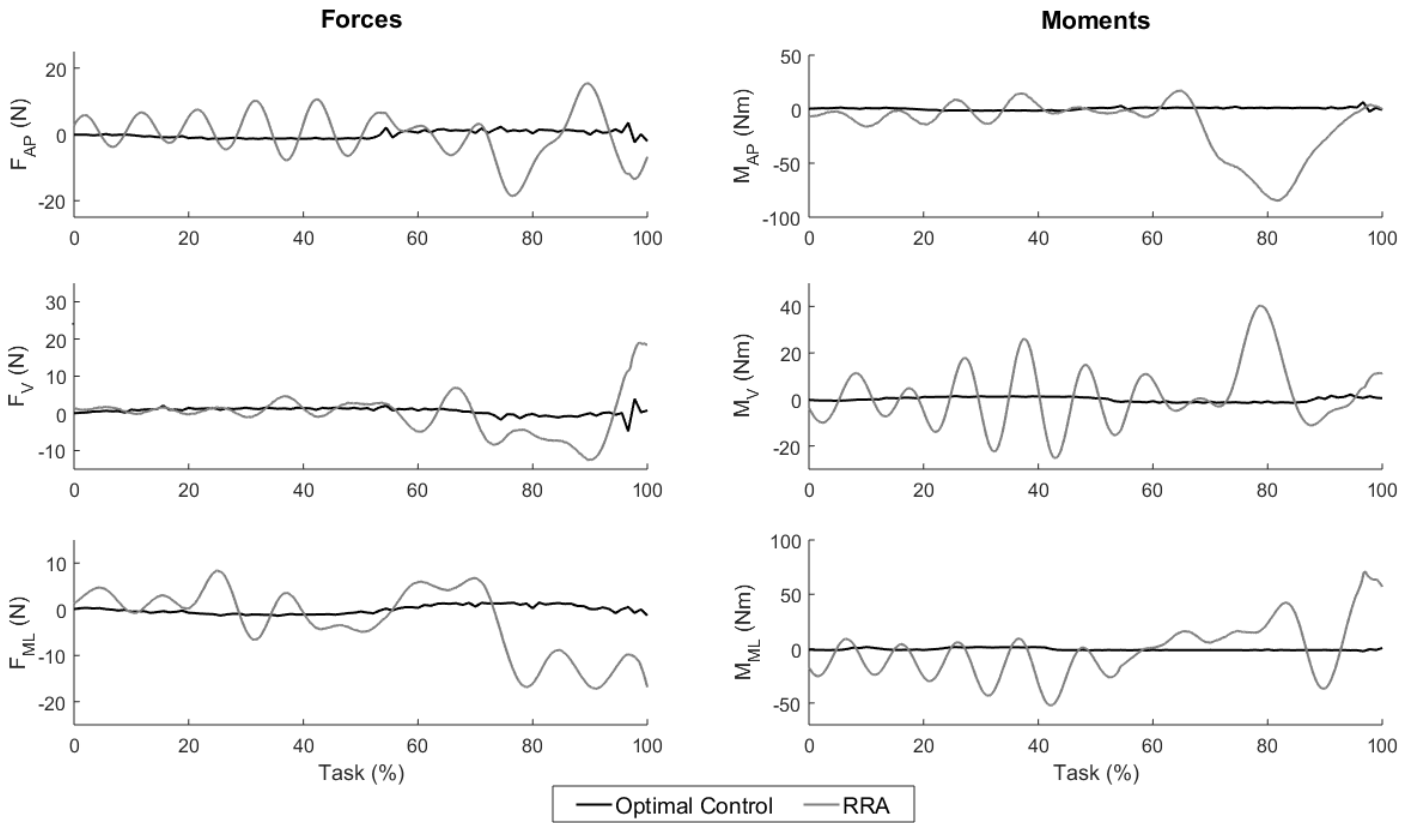 Forces
Moments
F_AP (N)
20
0
-20
0 20 40 60 80 100
M_AP (Nm)
50
0
-50
-100
0 20 40 60 80 100
F_V (N)
30
20
10
0
-10
0 20 40 60 80 100
M_V (Nm)
40
20
0
-20
0 20 40 60 80 100
F_ML (N)
10
0
-10
-20
0 20 40 60 80 100
Task (%)
M_ML (Nm)
100
50
0
-50
0 20 40 60 80 100
Task (%)
Optimal Control RRA